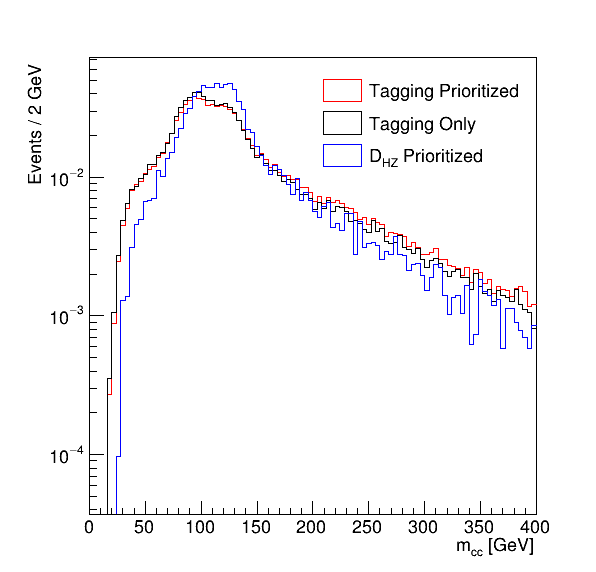 Events / 2 GeV
10⁻²
10⁻³
10⁻⁴
Tagging Prioritized
Tagging Only
D_HZ Prioritized
0 50 100 150 200 250 300 350 400
m_cc [GeV]